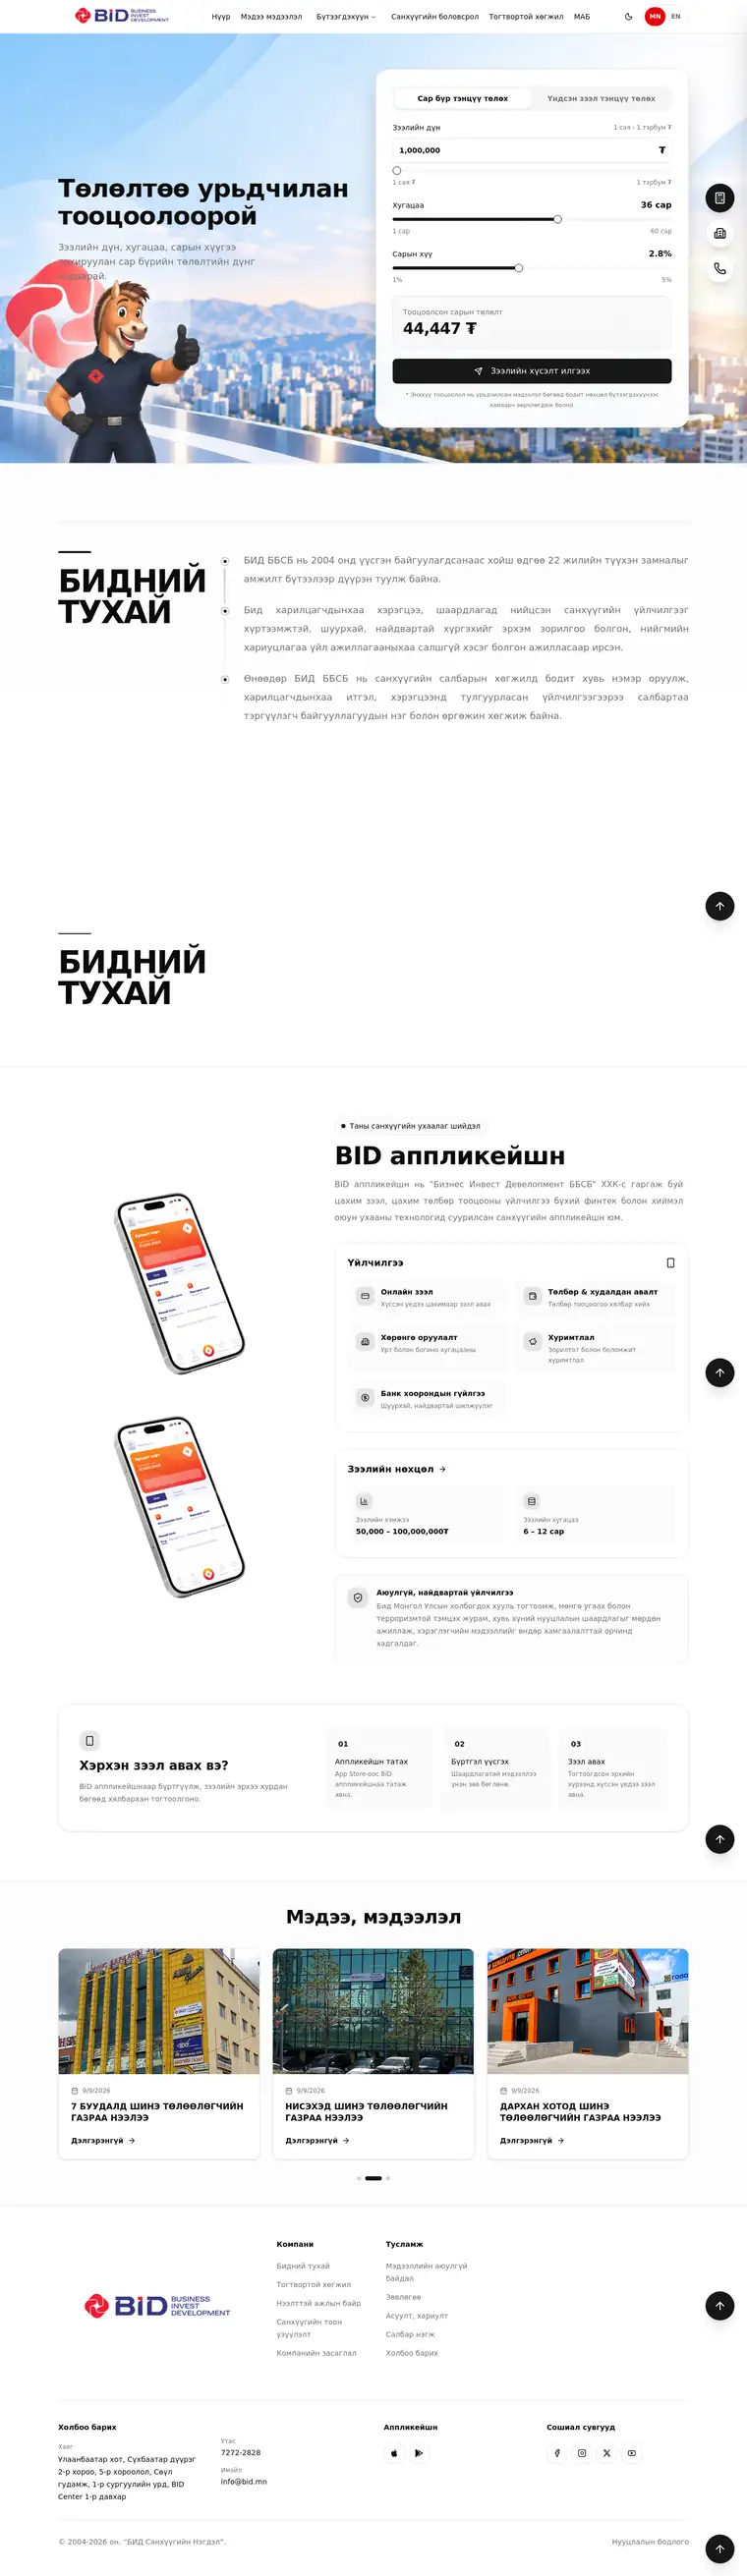 BiD BUSINESS INVEST DEVELOPMENT
Нүүр
Мэдээ мэдээлэл
Бүтээгдэхүүн
Санхүүгийн боловсрол
Тогтвортой хөгжил
МАБ
MN
EN
Төлөлтөө урьдчилан
тооцоолоорой
Зээлийн дүн, хугацаа, сарын хүүгээ
тохируулан сар бүрийн төлөлтийн дүнг
аваарай.
Сар бүр тэнцүү төлөх
Үндсэн зээл тэнцүү төлөх
Зээлийн дүн
1 сая - 1 тэрбум ₮
1,000,000
₮
1 сая ₮
1 тэрбум ₮
Хугацаа
36 сар
1 сар
60 сар
Сарын хүү
2.8%
1%
5%
Тооцоолсон сарын төлөлт
44,447 ₮
Зээлийн хүсэлт илгээх
* Энэхүү тооцоолол нь урьдчилсан мэдээлэл бөгөөд бодит нөхцөл бүтээгдэхүүнээс
хамаарч өөрчлөгдөж болно.
БИДНИЙ
ТУХАЙ
БИД ББСБ нь 2004 онд үүсгэн байгуулагдсанаас хойш өдгөө 22 жилийн түүхэн замналыг
амжилт бүтээлээр дүүрэн туулж байна.
Бид харилцагчдынхаа хэрэгцээ, шаардлагад нийцсэн санхүүгийн үйлчилгээг
хүртээмжтэй, шуурхай, найдвартай хүргэхийг эрхэм зорилгоо болгон, нийгмийн
хариуцлагаа үйл ажиллагааныхаа салшгүй хэсэг болгон ажилласаар ирсэн.
Өнөөдөр БИД ББСБ нь санхүүгийн салбарын хөгжилд бодит хувь нэмэр оруулж,
харилцагчдынхаа итгэл, хэрэгцээнд тулгуурласан үйлчилгээгээрээ салбартаа
тэргүүлэгч байгууллагуудын нэг болон өргөжин хөгжиж байна.
БИДНИЙ
ТУХАЙ
Таны санхүүгийн ухаалаг шийдэл
BID аппликейшн
BID аппликейшн нь "Бизнес Инвест Девелопмент ББСБ" ХХК-с гаргаж буй
цахим зээл, цахим төлбөр тооцооны үйлчилгээ бүхий финтек болон хиймэл
оюун ухааны технологид суурилсан санхүүгийн аппликейшн юм.
Үйлчилгээ
Онлайн зээл
Хүссэн үедээ цахимаар зээл авах
Төлбөр & худалдан авалт
Төлбөр тооцоогоо хялбар хийх
Хөрөнгө оруулалт
Урт болон богино хугацааны
Хуримтлал
Зорилтот болон боломжит
хуримтлал
Банк хоорондын гүйлгээ
Шуурхай, найдвартай шилжүүлэг
Зээлийн нөхцөл
Зээлийн хэмжээ
50,000 – 100,000,000₮
Зээлийн хугацаа
6 – 12 сар
Аюулгүй, найдвартай үйлчилгээ
Бид Монгол Улсын холбогдох хууль тогтоомж, мөнгө угаах болон
терроризмтой тэмцэх журам, хувь хүний нууцлалын шаардлагыг мөрдөн
ажиллаж, хэрэглэгчийн мэдээллийг өндөр хамгаалалттай орчинд
хадгалдаг.
Хэрхэн зээл авах вэ?
BiD аппликейшнаар бүртгүүлж, зээлийн эрхээ хурдан
бөгөөд хялбархан тогтоолгоно.
01
Аппликейшн татах
App Store-оос BiD
аппликейшнаа татаж
авна.
02
Бүртгэл үүсгэх
Шаардлагатай мэдээллээ
үнэн зөв бөглөнө.
03
Зээл авах
Тогтоогдсон эрхийн
хүрээнд хүссэн үедээ зээл
авна.
Мэдээ, мэдээлэл
9/9/2026
7 БУУДАЛД ШИНЭ ТӨЛӨӨЛӨГЧИЙН
ГАЗРАА НЭЭЛЭЭ
Дэлгэрэнгүй
9/9/2026
НИСЭХЭД ШИНЭ ТӨЛӨӨЛӨГЧИЙН
ГАЗРАА НЭЭЛЭЭ
Дэлгэрэнгүй
9/9/2026
ДАРХАН ХОТОД ШИНЭ
ТӨЛӨӨЛӨГЧИЙН ГАЗРАА НЭЭЛЭЭ
Дэлгэрэнгүй
BiD BUSINESS INVEST DEVELOPMENT
Компани
Бидний тухай
Тогтвортой хөгжил
Нээлттэй ажлын байр
Санхүүгийн тоон
үзүүлэлт
Компанийн засаглал
Тусламж
Мэдээллийн аюулгүй
байдал
Зөвлөгөө
Асуулт, хариулт
Салбар нэгж
Холбоо барих
Холбоо барих
Хаяг
Улаанбаатар хот, Сүхбаатар дүүрэг
2-р хороо, 5-р хороолол, Сөүл
гудамж, 1-р сургуулийн урд, BID
Center 1-р давхар
Утас
7272-2828
Имэйл
info@bid.mn
Аппликейшн
Сошиал сувгууд
© 2004-2026 он. "БИД Санхүүгийн Нэгдэл".
Нууцлалын бодлого